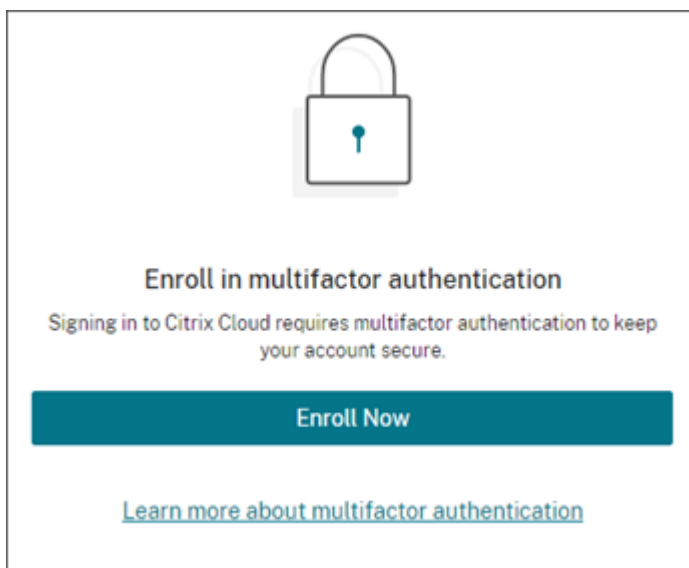 Enroll in multifactor authentication
Signing in to Citrix Cloud requires multifactor authentication to keep
your account secure.
Enroll Now
Learn more about multifactor authentication